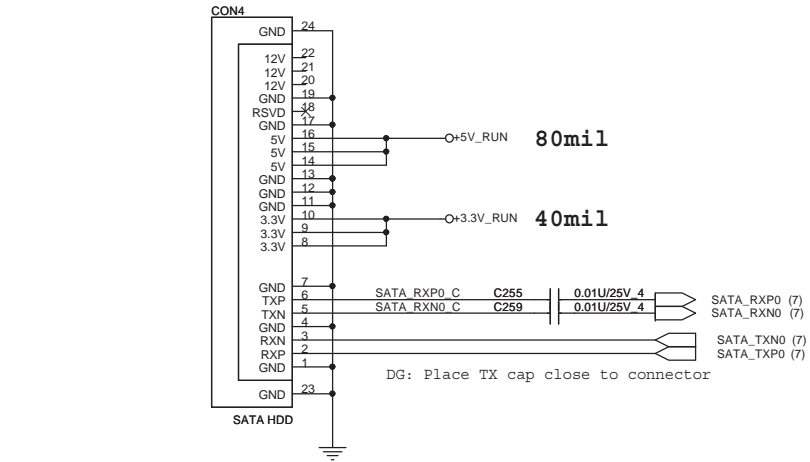 CON4
GND 24
12V 22
12V 21
12V 20
GND 19
RSVD 18
GND 17
5V 16 +5V_RUN 80mil
5V 15
5V 14
GND 13
GND 12
GND 11
3.3V 10 +3.3V_RUN 40mil
3.3V 9
3.3V 8
GND 7
TXP 6 SATA_RXP0_C C255 0.01U/25V_4 SATA_RXP0 (7)
TXN 5 SATA_RXN0_C C259 0.01U/25V_4 SATA_RXN0 (7)
GND 4
RXN 3 SATA_TXN0 (7)
RXP 2 SATA_TXP0 (7)
GND 1
DG: Place TX cap close to connector
GND 23
SATA HDD